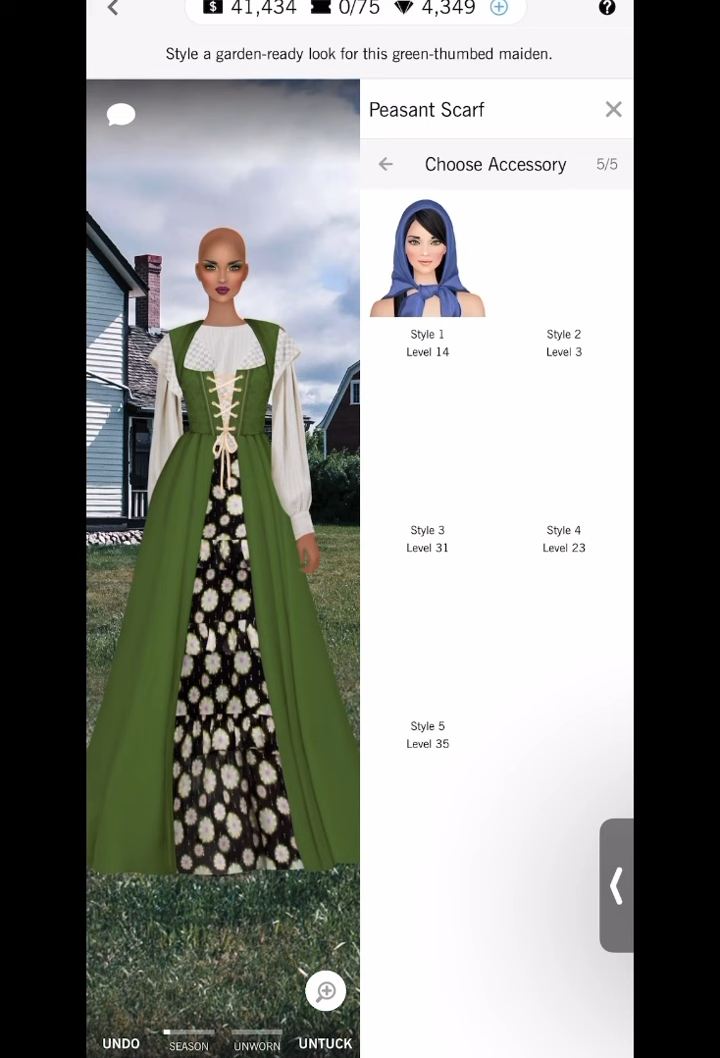 $ 41,434 0/75 4,349
Style a garden-ready look for this green-thumbed maiden.
Peasant Scarf
Choose Accessory 5/5
Style 1
Level 14
Style 2
Level 3
Style 3
Level 31
Style 4
Level 23
Style 5
Level 35
UNDO SEASON UNWORN UNTUCK